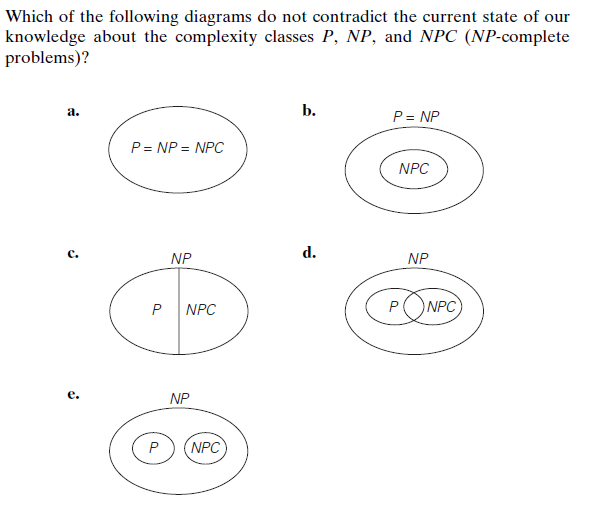 Which of the following diagrams do not contradict the current state of our
knowledge about the complexity classes P, NP, and NPC (NP-complete
problems)?
a.
P = NP = NPC
b.
P = NP
NPC
c.
NP
P
NPC
d.
NP
P
NPC
e.
NP
P
NPC